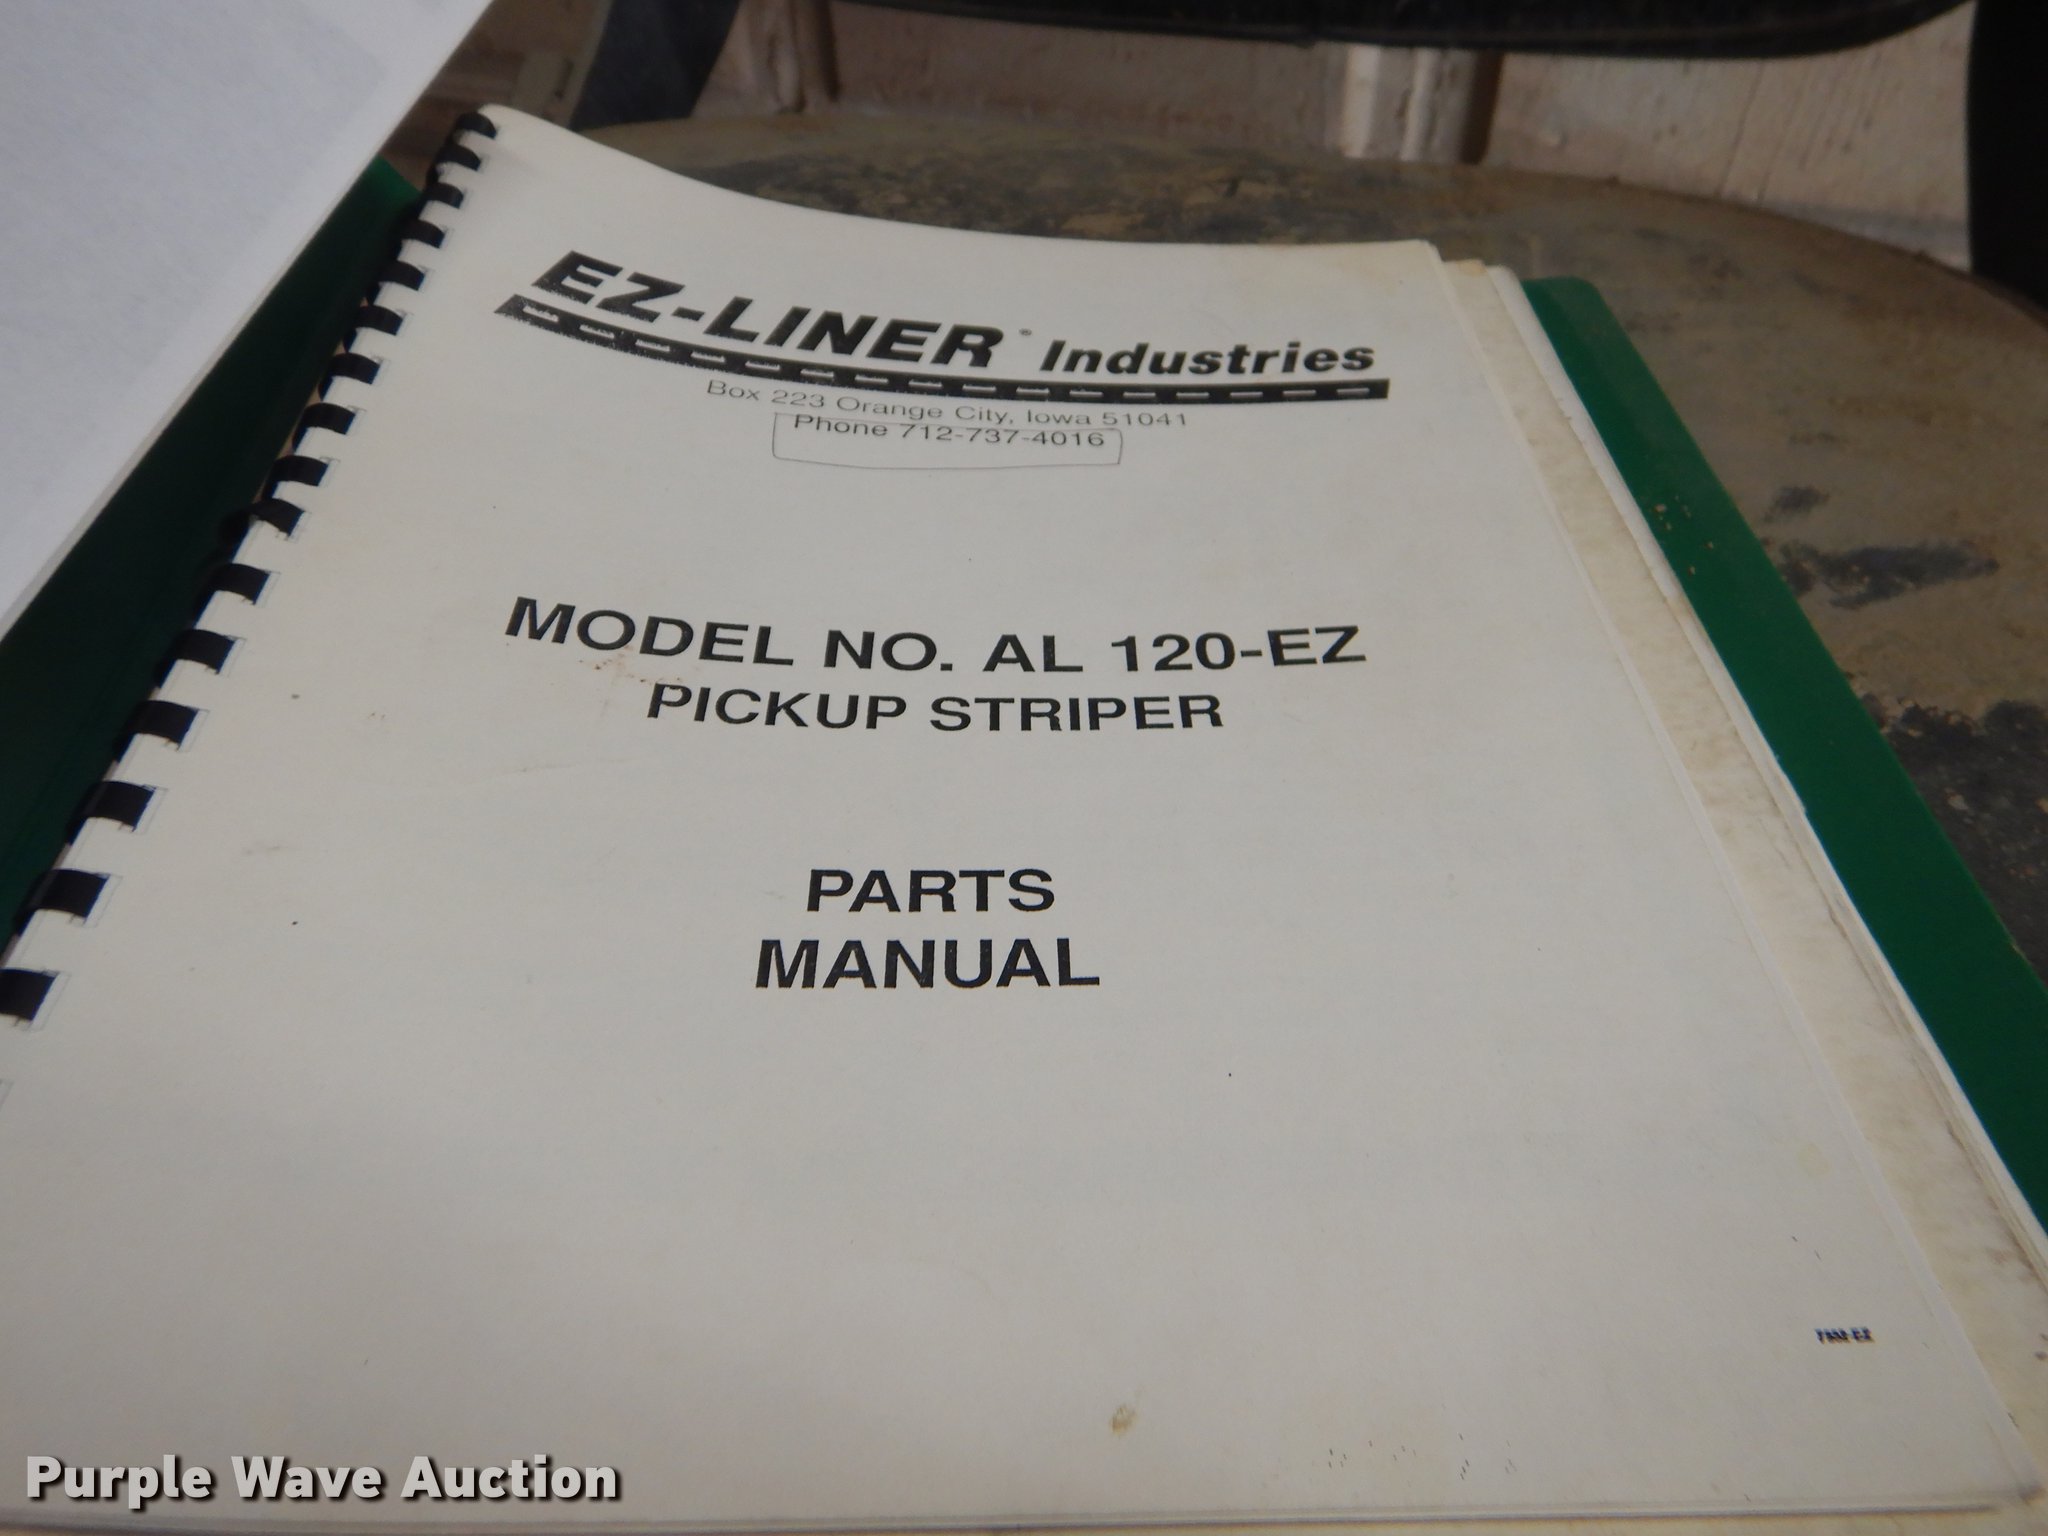 EZ-LINER® Industries
Box 223 Orange City, Iowa 51041
Phone 712-737-4016
MODEL NO. AL 120-EZ
PICKUP STRIPER
PARTS
MANUAL
Purple Wave Auction